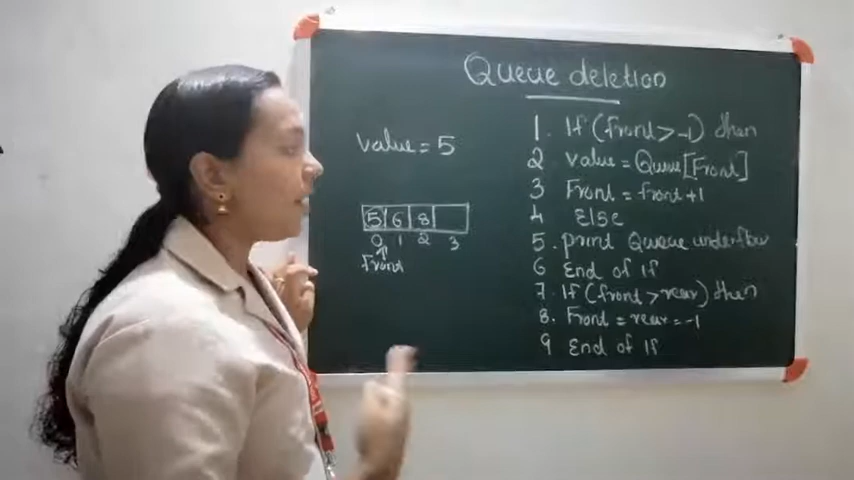 Queue deletion
value = 5
5 6 8
0 1 2 3
Front
1 If (front > -1) then
2 value = Queue [Front]
3 Front = front +1
4 Else
5. print Queue underflow
6 End of If
7 If (front > rear) then
8. Front = rear = -1
9 End of If